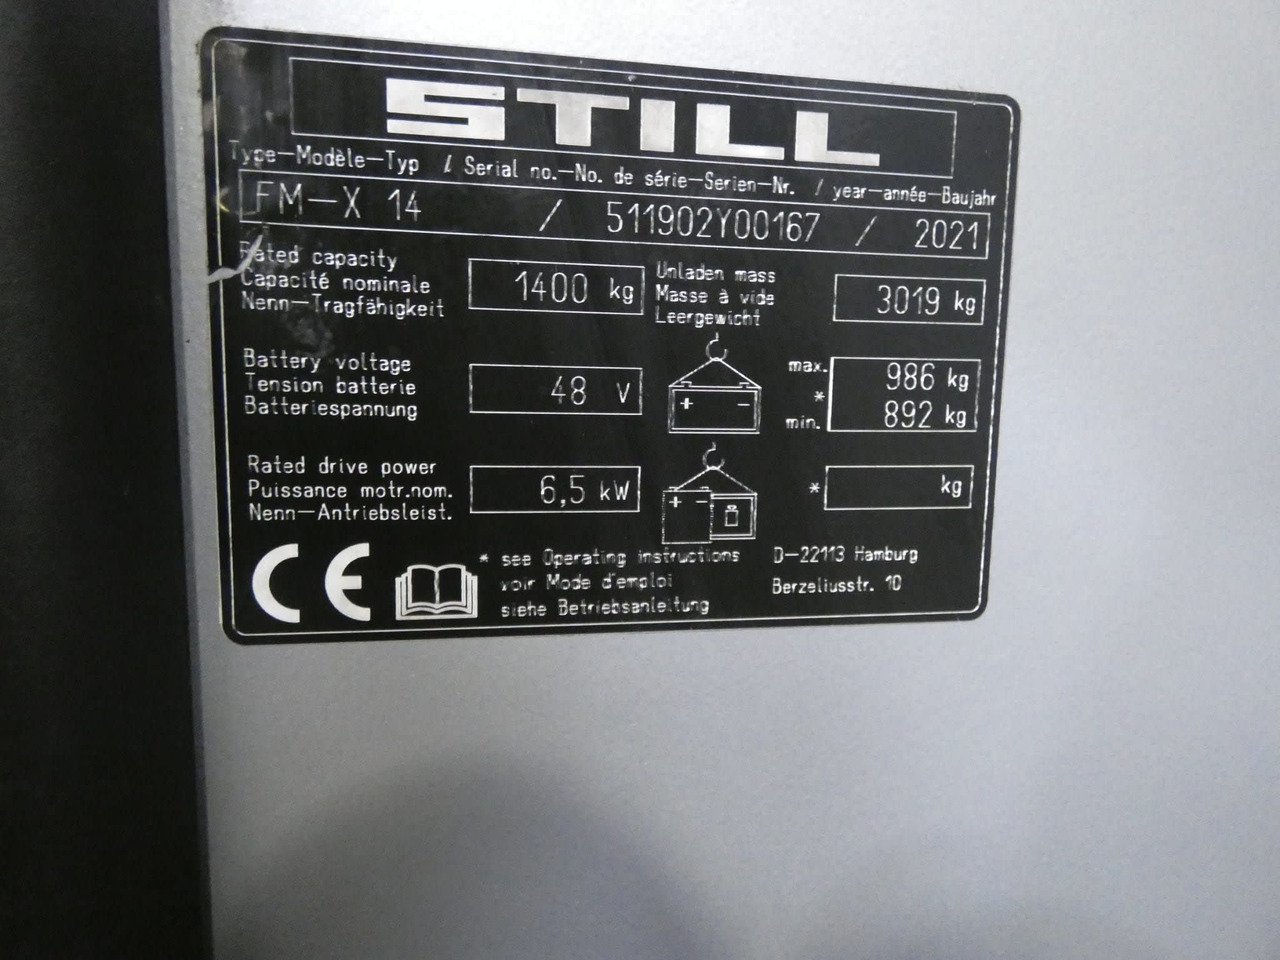 STILL
Type–Modèle–Typ / Serial no.–No. de série–Serien–Nr. / year–année–Baujahr
FM–X 14 / 511902Y00167 / 2021
Rated capacity
Capacité nominale
Nenn–Tragfähigkeit
1400 kg
Unladen mass
Masse à vide
Leergewicht
3019 kg
Battery voltage
Tension batterie
Batteriespannung
48 V
+ −
max. 986 kg
*
min. 892 kg
Rated drive power
Puissance motr.nom.
Nenn–Antriebsleist.
6,5 kW
+ −
* kg
CE
* see Operating instructions
voir Mode d'emploi
siehe Betriebsanleitung
D–22113 Hamburg
Berzeliusstr. 10